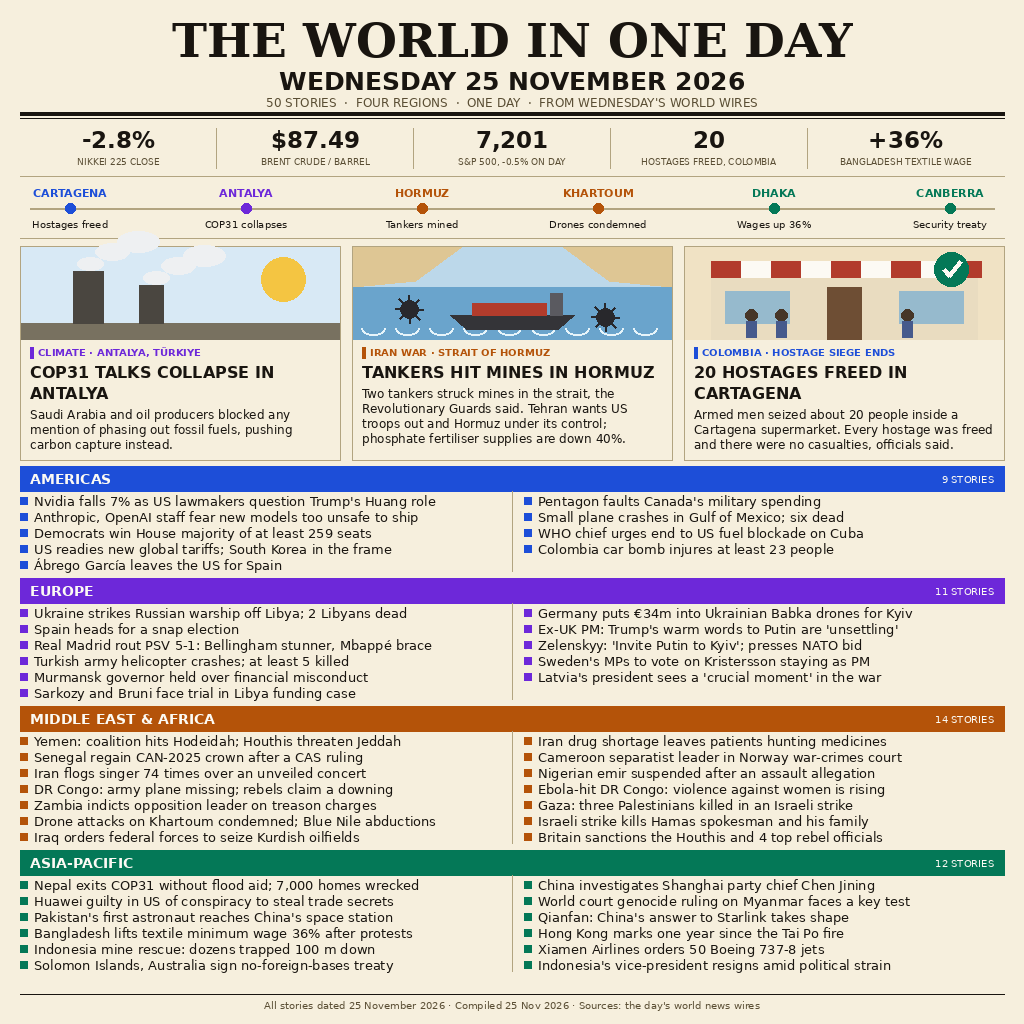 THE WORLD IN ONE DAY
WEDNESDAY 25 NOVEMBER 2026
50 STORIES · FOUR REGIONS · ONE DAY · FROM WEDNESDAY'S WORLD WIRES
-2.8%
NIKKEI 225 CLOSE
$87.49
BRENT CRUDE / BARREL
7,201
S&P 500, -0.5% ON DAY
20
HOSTAGES FREED, COLOMBIA
+36%
BANGLADESH TEXTILE WAGE
CARTAGENA
Hostages freed
ANTALYA
COP31 collapses
HORMUZ
Tankers mined
KHARTOUM
Drones condemned
DHAKA
Wages up 36%
CANBERRA
Security treaty
CLIMATE · ANTALYA, TÜRKIYE
COP31 TALKS COLLAPSE IN
ANTALYA
Saudi Arabia and oil producers blocked any
mention of phasing out fossil fuels, pushing
carbon capture instead.
IRAN WAR · STRAIT OF HORMUZ
TANKERS HIT MINES IN HORMUZ
Two tankers struck mines in the strait, the
Revolutionary Guards said. Tehran wants US
troops out and Hormuz under its control;
phosphate fertiliser supplies are down 40%.
COLOMBIA · HOSTAGE SIEGE ENDS
20 HOSTAGES FREED IN
CARTAGENA
Armed men seized about 20 people inside a
Cartagena supermarket. Every hostage was freed
and there were no casualties, officials said.
AMERICAS
9 STORIES
Nvidia falls 7% as US lawmakers question Trump's Huang role
Anthropic, OpenAI staff fear new models too unsafe to ship
Democrats win House majority of at least 259 seats
US readies new global tariffs; South Korea in the frame
Ábrego García leaves the US for Spain
Pentagon faults Canada's military spending
Small plane crashes in Gulf of Mexico; six dead
WHO chief urges end to US fuel blockade on Cuba
Colombia car bomb injures at least 23 people
EUROPE
11 STORIES
Ukraine strikes Russian warship off Libya; 2 Libyans dead
Spain heads for a snap election
Real Madrid rout PSV 5-1: Bellingham stunner, Mbappé brace
Turkish army helicopter crashes; at least 5 killed
Murmansk governor held over financial misconduct
Sarkozy and Bruni face trial in Libya funding case
Germany puts €34m into Ukrainian Babka drones for Kyiv
Ex-UK PM: Trump's warm words to Putin are 'unsettling'
Zelenskyy: 'Invite Putin to Kyiv'; presses NATO bid
Sweden's MPs to vote on Kristersson staying as PM
Latvia's president sees a 'crucial moment' in the war
MIDDLE EAST & AFRICA
14 STORIES
Yemen: coalition hits Hodeidah; Houthis threaten Jeddah
Senegal regain CAN-2025 crown after a CAS ruling
Iran flogs singer 74 times over an unveiled concert
DR Congo: army plane missing; rebels claim a downing
Zambia indicts opposition leader on treason charges
Drone attacks on Khartoum condemned; Blue Nile abductions
Iraq orders federal forces to seize Kurdish oilfields
Iran drug shortage leaves patients hunting medicines
Cameroon separatist leader in Norway war-crimes court
Nigerian emir suspended after an assault allegation
Ebola-hit DR Congo: violence against women is rising
Gaza: three Palestinians killed in an Israeli strike
Israeli strike kills Hamas spokesman and his family
Britain sanctions the Houthis and 4 top rebel officials
ASIA-PACIFIC
12 STORIES
Nepal exits COP31 without flood aid; 7,000 homes wrecked
Huawei guilty in US of conspiracy to steal trade secrets
Pakistan's first astronaut reaches China's space station
Bangladesh lifts textile minimum wage 36% after protests
Indonesia mine rescue: dozens trapped 100 m down
Solomon Islands, Australia sign no-foreign-bases treaty
China investigates Shanghai party chief Chen Jining
World court genocide ruling on Myanmar faces a key test
Qianfan: China's answer to Starlink takes shape
Hong Kong marks one year since the Tai Po fire
Xiamen Airlines orders 50 Boeing 737-8 jets
Indonesia's vice-president resigns amid political strain
All stories dated 25 November 2026 · Compiled 25 Nov 2026 · Sources: the day's world news wires